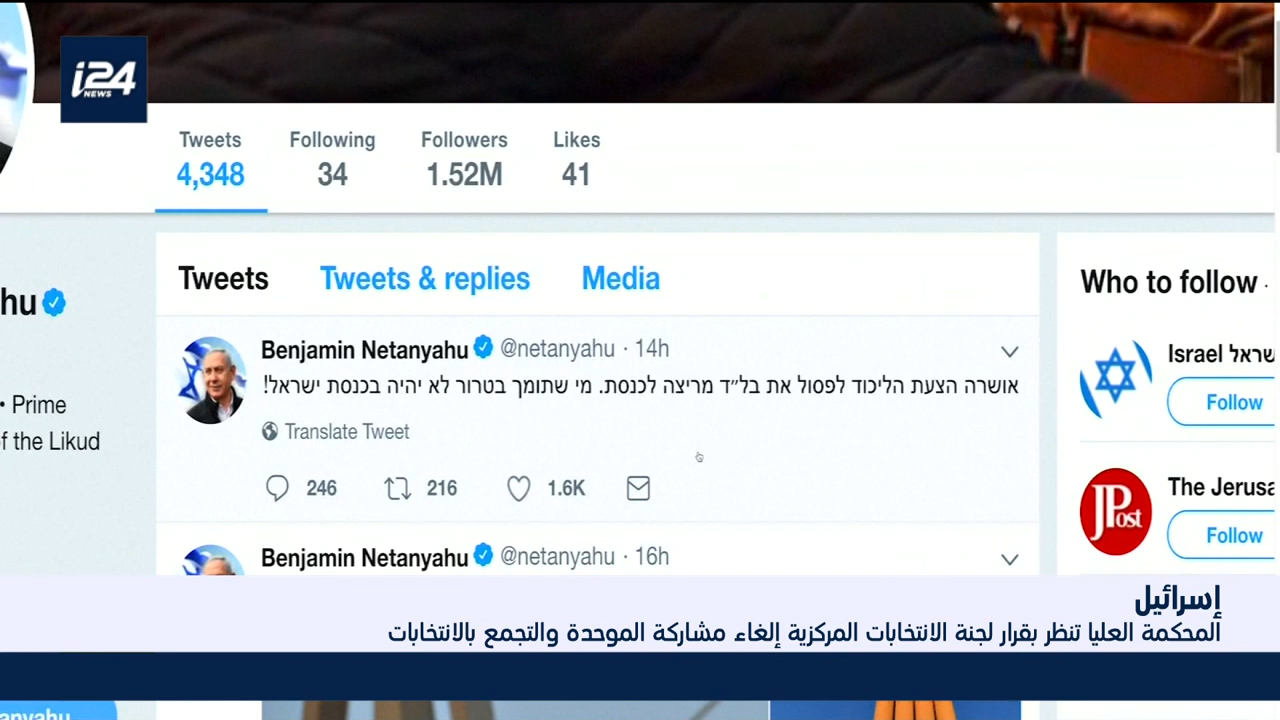 i24
NEWS
Tweets Following Followers Likes
4,348 34 1.52M 41
Tweets Tweets & replies Media
Who to follow ·
hu
• Prime
of the Likud
Benjamin Netanyahu @netanyahu · 14h
אושרה הצעת הליכוד לפסול את בל״ד מריצה לכנסת. מי שתומך בטרור לא יהיה בכנסת ישראל!
Translate Tweet
246 216 1.6K
Israel
Follow
JPost
The Jerusa
Follow
Benjamin Netanyahu @netanyahu · 16h
إسرائيل
المحكمة العليا تنظر بقرار لجنة الانتخابات المركزية إلغاء مشاركة الموحدة والتجمع بالانتخابات